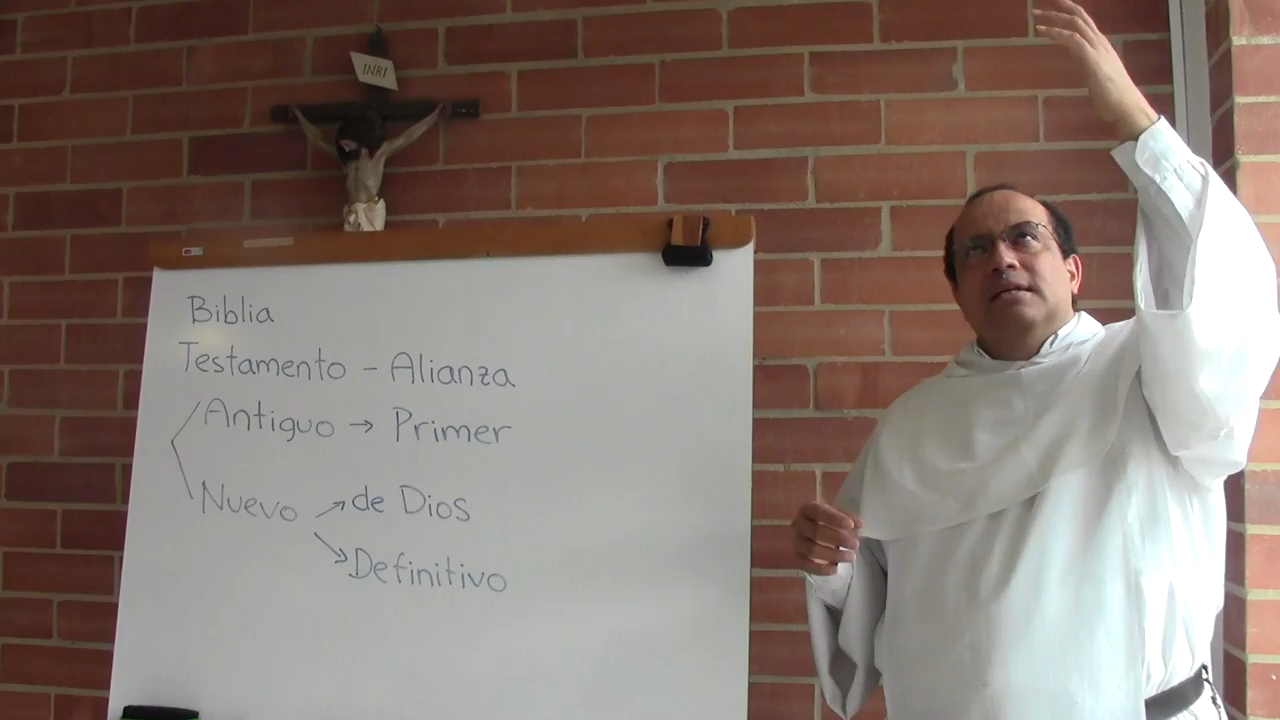 INRI
Biblia
Testamento - Alianza
Antiguo → Primer
Nuevo → de Dios
→ Definitivo